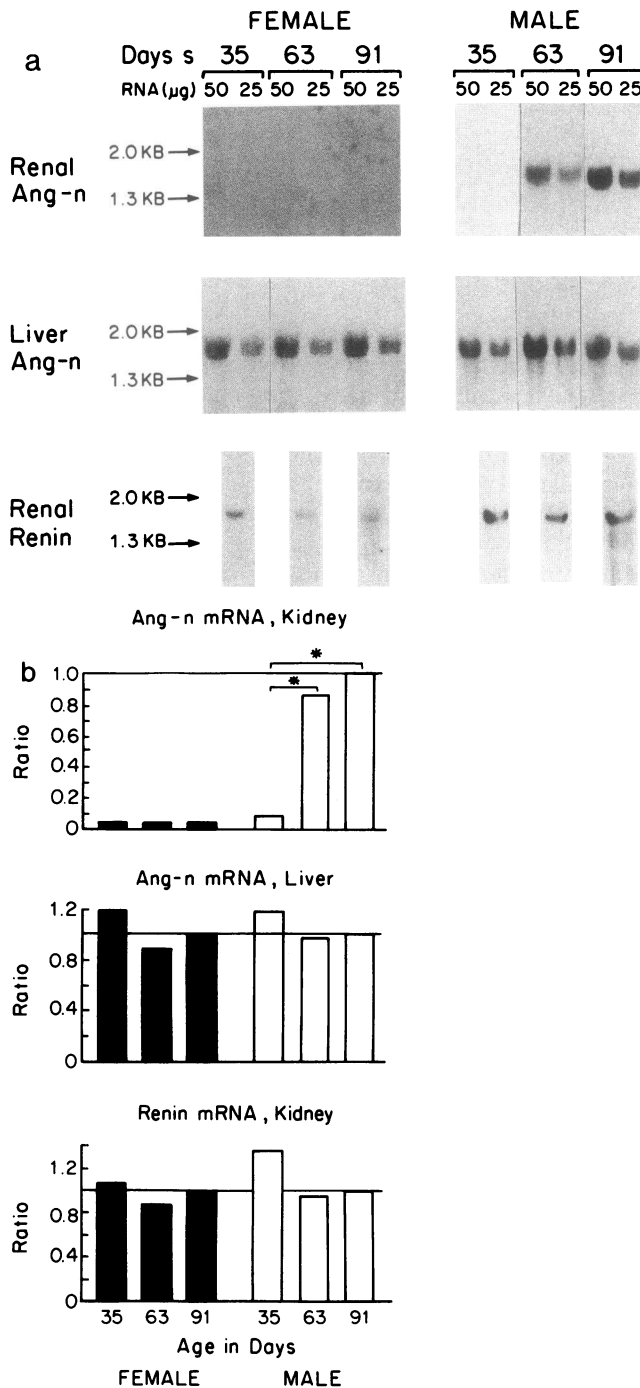 FEMALE MALE
a Days s 35 63 91 35 63 91
RNA (μg) 50 25 50 25 50 25 50 25 50 25 50 25
Renal Ang-n
2.0 KB →
1.3 KB →
Liver Ang-n
2.0 KB →
1.3 KB →
Renal Renin
2.0 KB →
1.3 KB →
Ang-n mRNA, Kidney
b
Ratio
1.0
0.8
0.6
0.4
0.2
0
* *
Ang-n mRNA, Liver
Ratio
1.2
0.8
0.4
0
Renin mRNA, Kidney
Ratio
1.2
0.8
0.4
0
35 63 91 35 63 91
Age in Days
FEMALE MALE